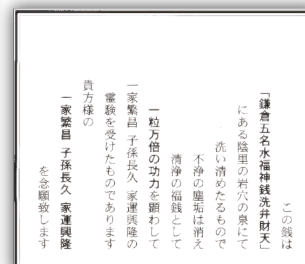 この銭は
「鎌倉五名水福神銭洗弁財天」
にある陰里の岩穴の泉にて
洗い清めたるもので
不浄の塵垢は消え
清浄の福銭として
一粒万倍の功力を顕わして
一家繁昌 子孫長久 家運興隆の
霊験を受けたものであります
貴方様の
一家繁昌 子孫長久 家運興隆
を念願致します